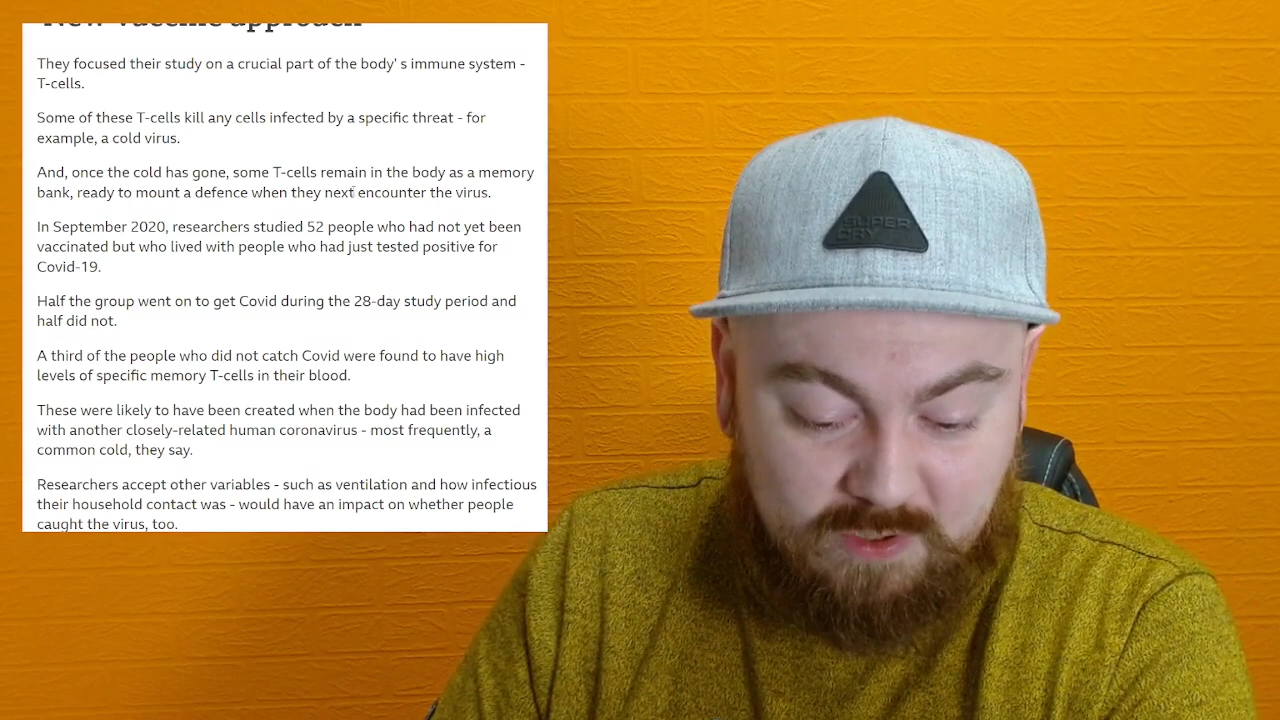 New vaccine approach
They focused their study on a crucial part of the body' s immune system -
T-cells.
Some of these T-cells kill any cells infected by a specific threat - for
example, a cold virus.
And, once the cold has gone, some T-cells remain in the body as a memory
bank, ready to mount a defence when they next encounter the virus.
In September 2020, researchers studied 52 people who had not yet been
vaccinated but who lived with people who had just tested positive for
Covid-19.
Half the group went on to get Covid during the 28-day study period and
half did not.
A third of the people who did not catch Covid were found to have high
levels of specific memory T-cells in their blood.
These were likely to have been created when the body had been infected
with another closely-related human coronavirus - most frequently, a
common cold, they say.
Researchers accept other variables - such as ventilation and how infectious
their household contact was - would have an impact on whether people
caught the virus, too.
SUPER
DRY